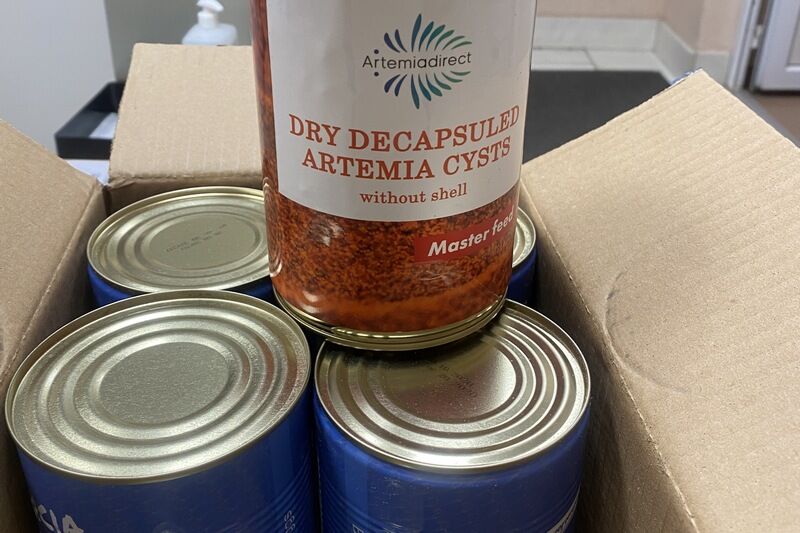 Artemiadirect
DRY DECAPSULED
ARTEMIA CYSTS
without shell
Master feed